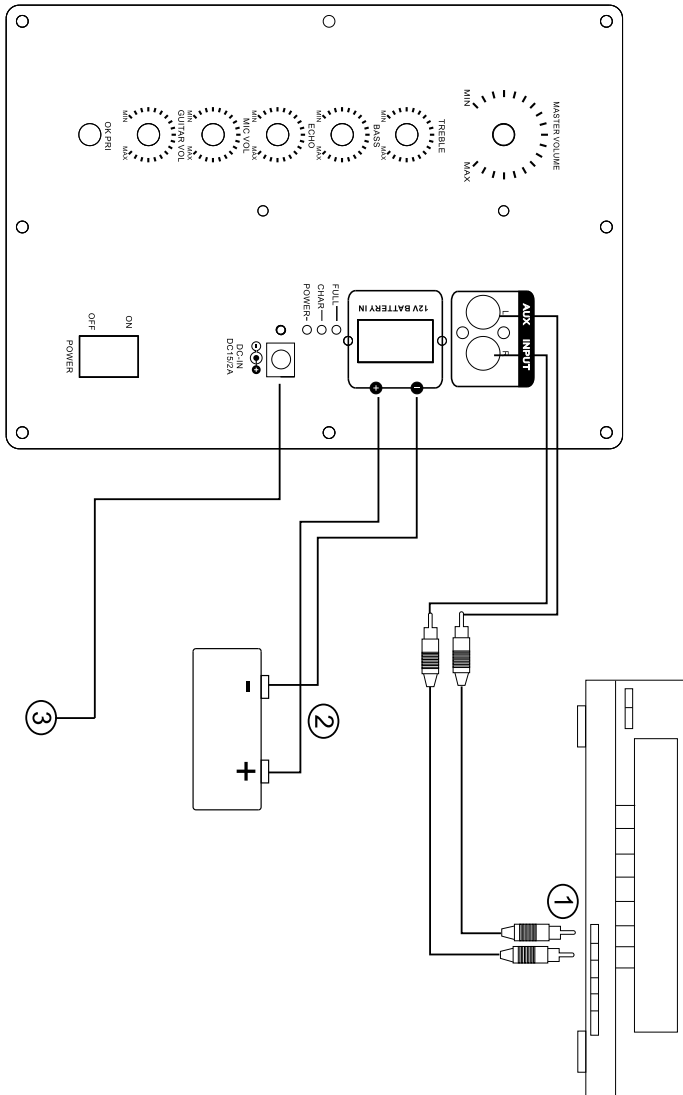 MASTER VOLUME
MIN
MAX
TREBLE
MIN
MAX
BASS
MIN
MAX
ECHO
MIN
MAX
MIC VOL
MIN
MAX
GUITAR VOL
MIN
MAX
OK PRI
AUX INPUT
L
R
12V BATTERY IN
+
-
FULL
CHAR
POWER
DC-IN
DC15/2A
- +
ON
OFF
POWER
1
2
- +
3